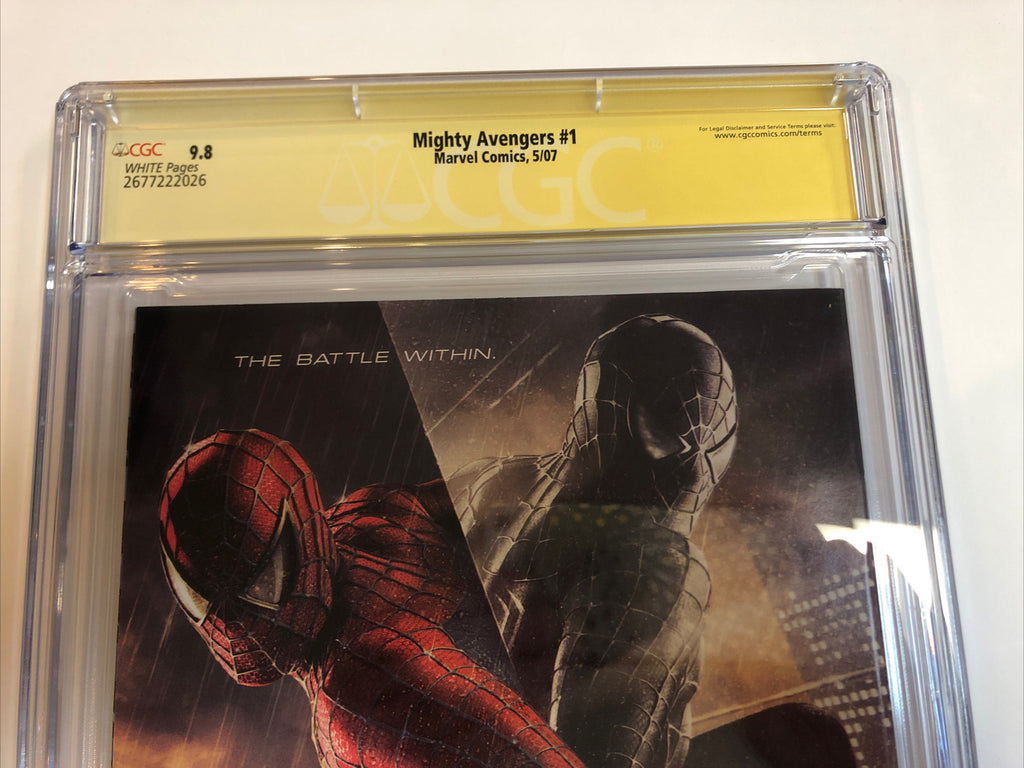 CGC 9.8
WHITE Pages
2677222026
Mighty Avengers #1
Marvel Comics, 5/07
For Legal Disclaimer and Service Terms please visit:
www.cgccomics.com/terms
CGC®
THE BATTLE WITHIN.